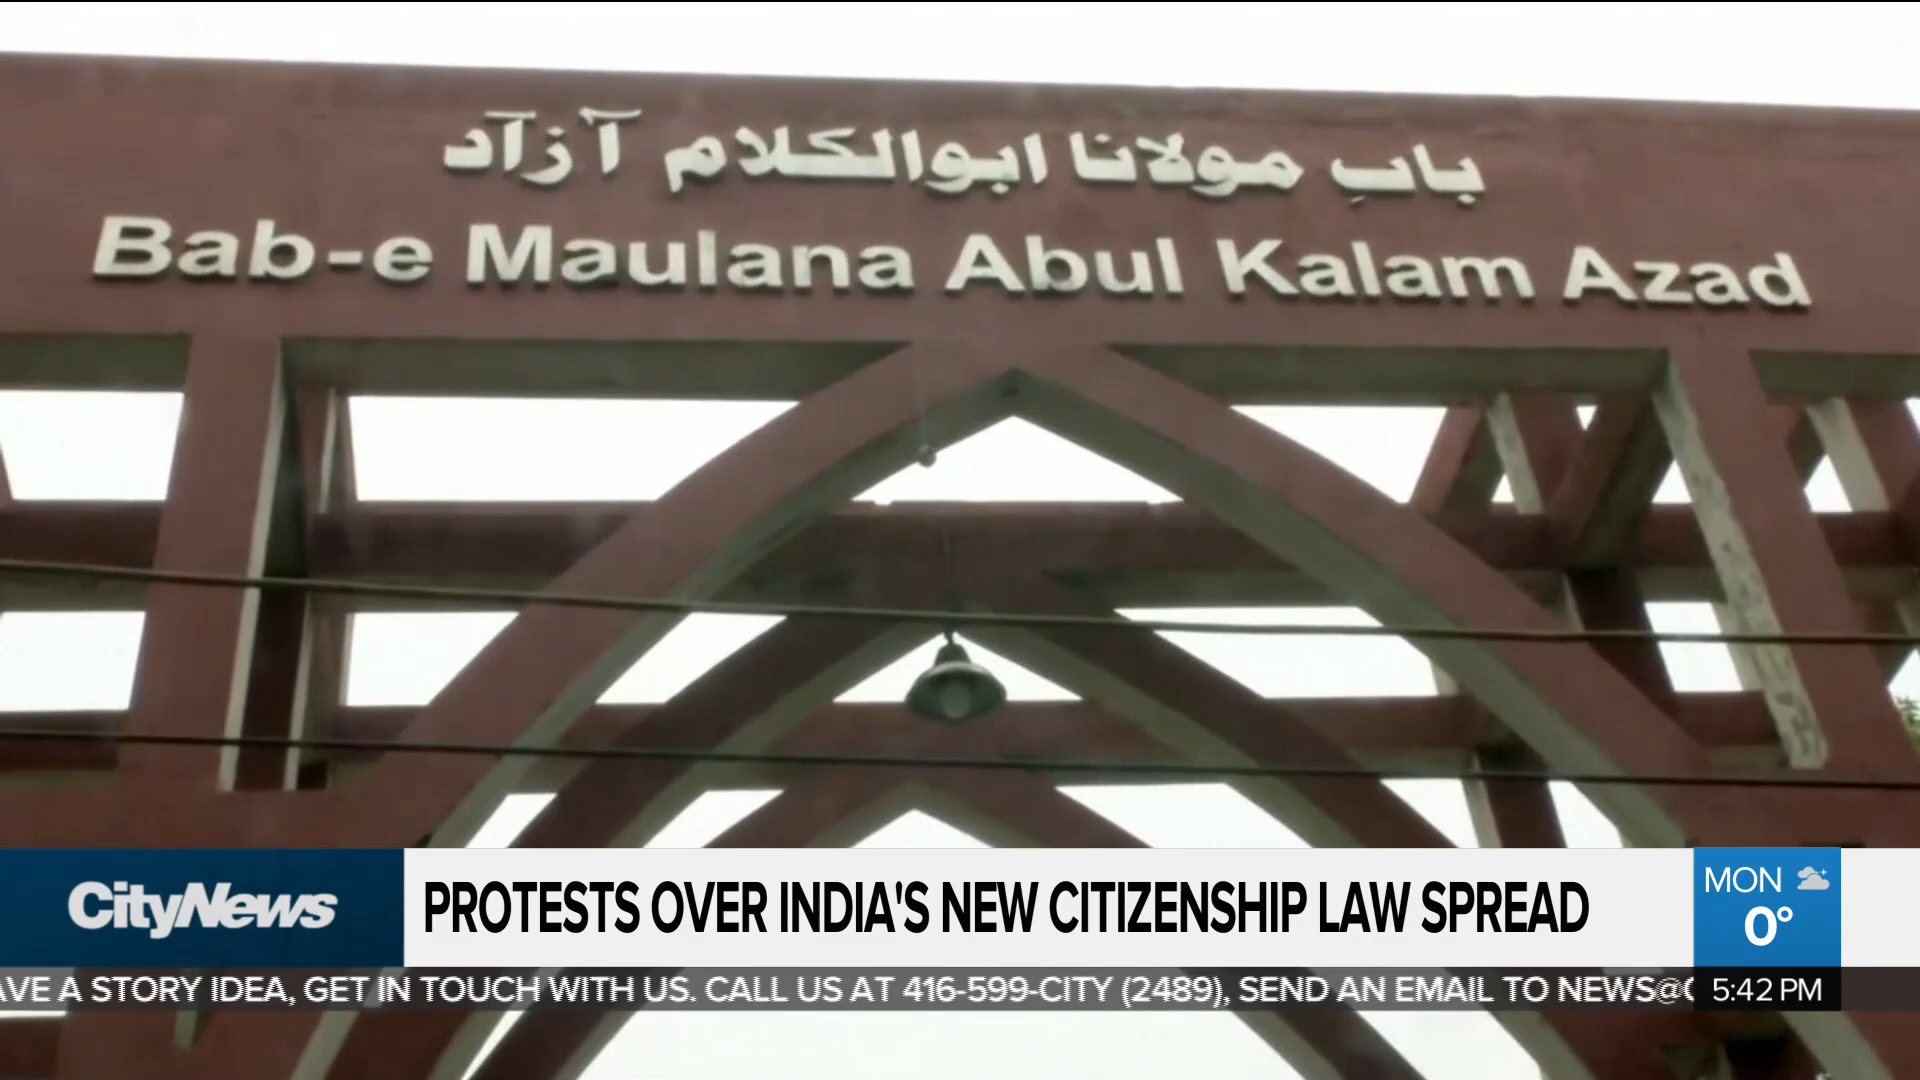 باب مولانا ابوالکلام آزاد
Bab-e Maulana Abul Kalam Azad
CityNews
PROTESTS OVER INDIA'S NEW CITIZENSHIP LAW SPREAD
MON
0°
AVE A STORY IDEA, GET IN TOUCH WITH US. CALL US AT 416-599-CITY (2489), SEND AN EMAIL TO NEWS@
5:42 PM